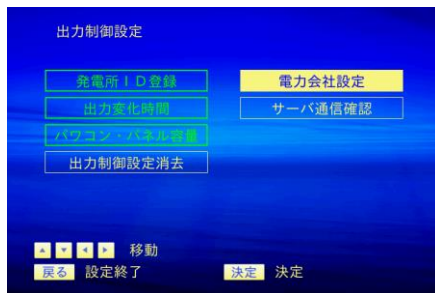 出力制御設定
発電所ＩＤ登録
電力会社設定
出力変化時間
サーバ通信確認
パワコン・パネル容量
出力制御設定消去
▲ ▼ ◀ ▶ 移動
戻る 設定終了 決定 決定